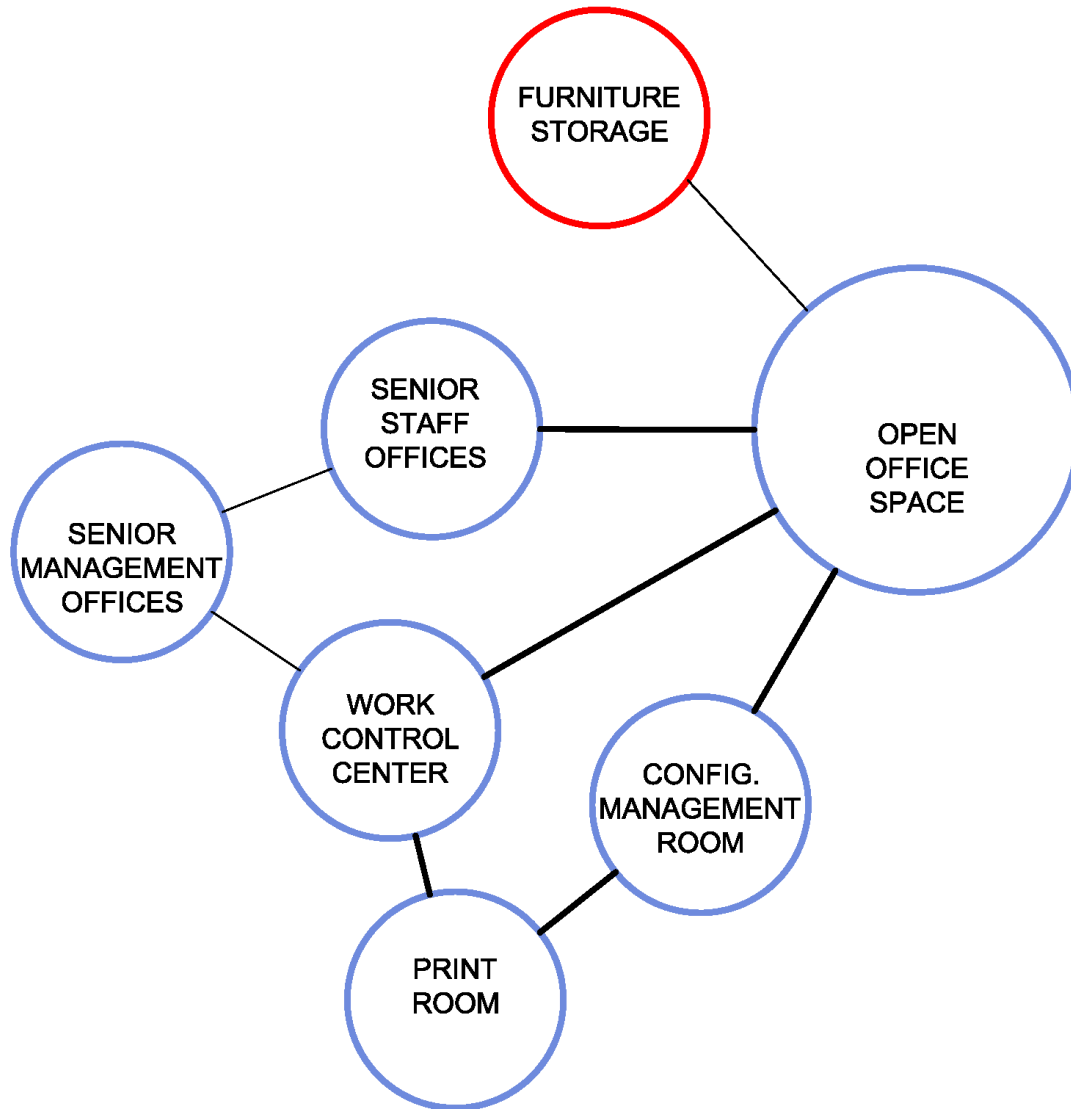 FURNITURE
STORAGE
SENIOR
STAFF
OFFICES
OPEN
OFFICE
SPACE
SENIOR
MANAGEMENT
OFFICES
WORK
CONTROL
CENTER
CONFIG.
MANAGEMENT
ROOM
PRINT
ROOM